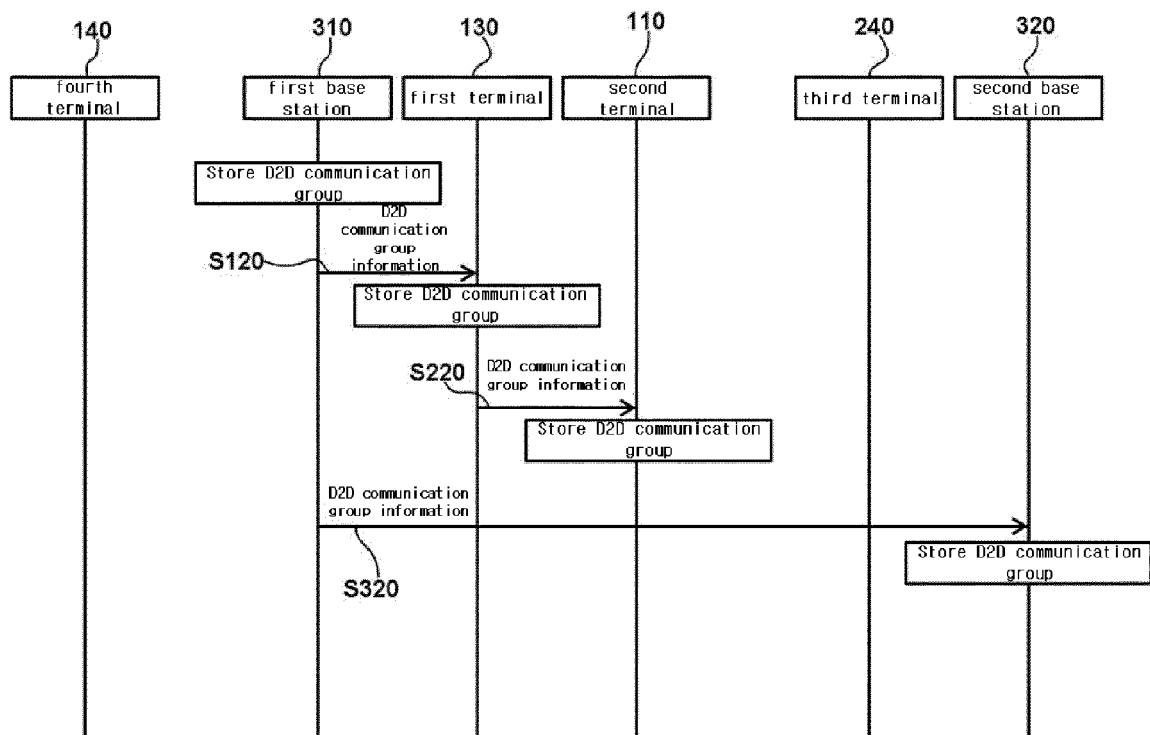 140
310
130
110
240
320
fourth
terminal
first base
station
first terminal
second
terminal
third terminal
second base
station
Store D2D communication
group
D2D
communication
group
information
S120
Store D2D communication
group
S220
D2D communication
group information
Store D2D communication
group
D2D communication
group information
S320
Store D2D communication
group